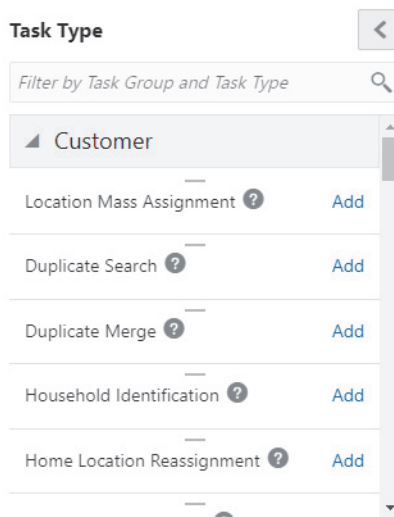 Task Type
Filter by Task Group and Task Type
Customer
Location Mass Assignment ? Add
Duplicate Search ? Add
Duplicate Merge ? Add
Household Identification ? Add
Home Location Reassignment ? Add